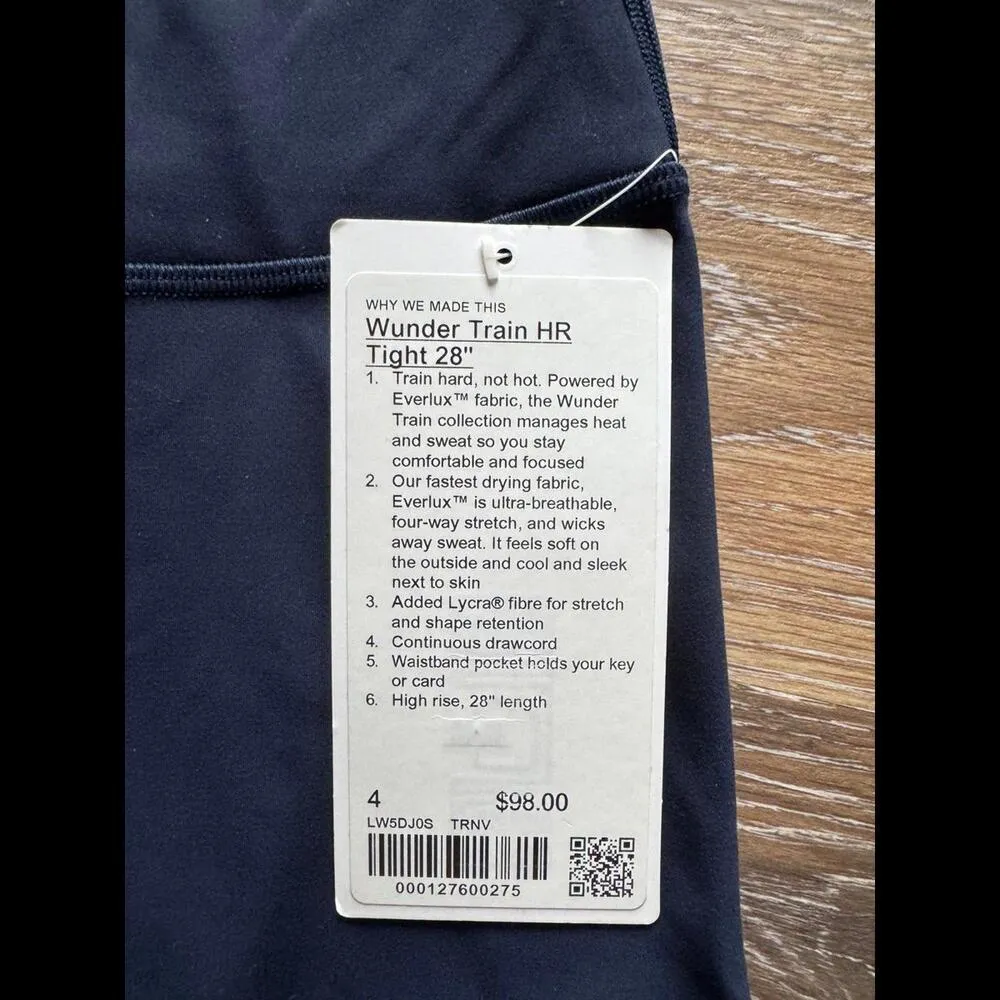 WHY WE MADE THIS
Wunder Train HR
Tight 28"
1. Train hard, not hot. Powered by
Everlux™ fabric, the Wunder
Train collection manages heat
and sweat so you stay
comfortable and focused
2. Our fastest drying fabric,
Everlux™ is ultra-breathable,
four-way stretch, and wicks
away sweat. It feels soft on
the outside and cool and sleek
next to skin
3. Added Lycra® fibre for stretch
and shape retention
4. Continuous drawcord
5. Waistband pocket holds your key
or card
6. High rise, 28" length
4 $98.00
LW5DJ0S TRNV
000127600275